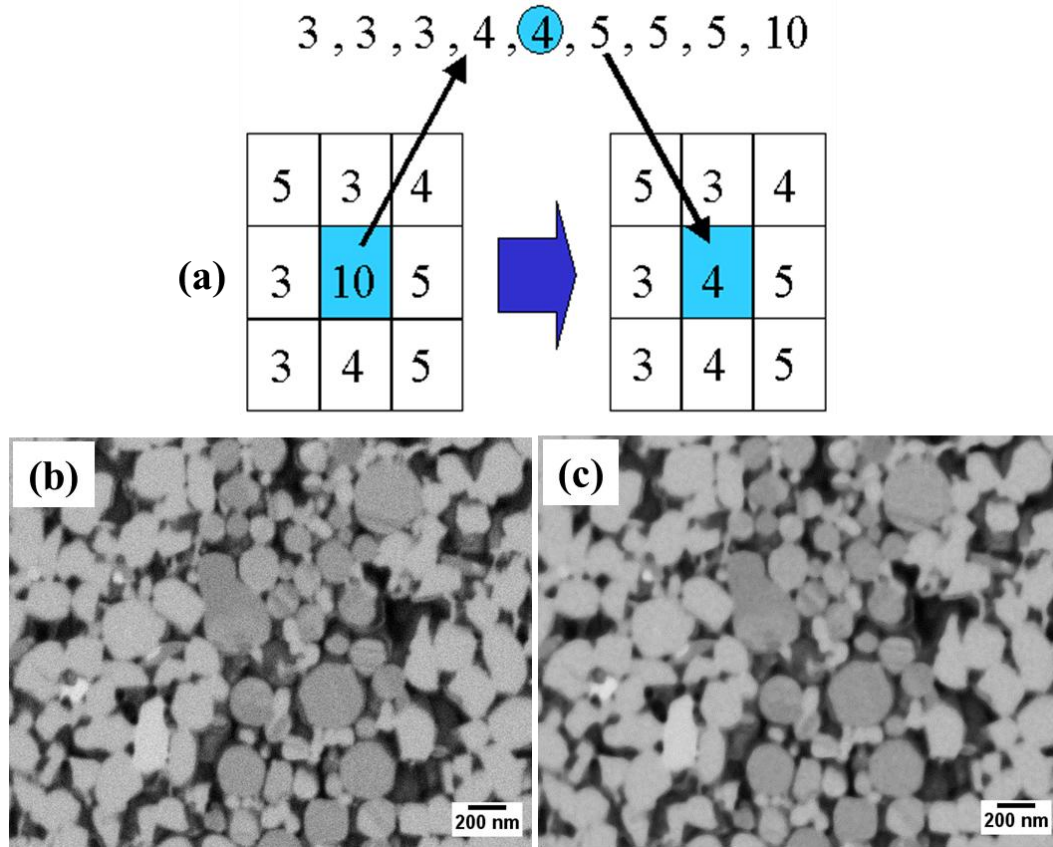 3 , 3 , 3 , 4 , 4 , 5 , 5 , 5 , 10
5 3 4 5 3 4
(a) 3 10 5 3 4 5
3 4 5 3 4 5
(b) (c)
200 nm 200 nm